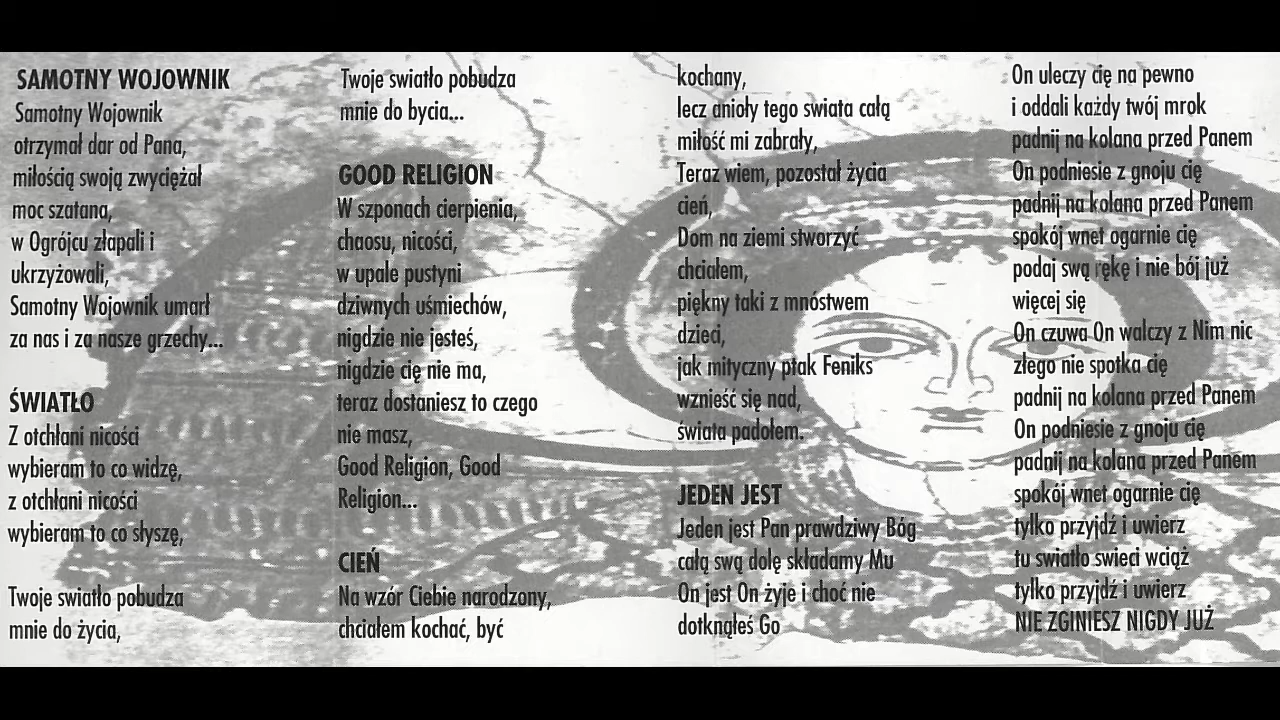 SAMOTNY WOJOWNIK
Samotny Wojownik
otrzymał dar od Pana,
miłością swoją zwyciężał
moc szatana,
w Ogrójcu złapali i
ukrzyżowali,
Samotny Wojownik umarł
za nas i za nasze grzechy...
ŚWIATŁO
Z otchłani nicości
wybieram to co widzę,
z otchłani nicości
wybieram to co słyszę,
Twoje swiatło pobudza
mnie do życia,
Twoje swiatło pobudza
mnie do bycia...
GOOD RELIGION
W szponach cierpienia,
chaosu, nicości,
w upale pustyni
dziwnych uśmiechów,
nigdzie nie jesteś,
nigdzie cię nie ma,
teraz dostaniesz to czego
nie masz,
Good Religion, Good
Religion...
CIEŃ
Na wzór Ciebie narodzony,
chciałem kochać, być
kochany,
lecz anioły tego swiata całą
miłość mi zabrały,
Teraz wiem, pozostał życia
cień,
Dom na ziemi stworzyć
chciałem,
piękny taki z mnóstwem
dzieci,
jak mityczny ptak Feniks
wznieść się nad,
świata padołem.
JEDEN JEST
Jeden jest Pan prawdziwy Bóg
całą swą dolę składamy Mu
On jest On żyje i choć nie
dotknąłeś Go
On uleczy cię na pewno
i oddali każdy twój mrok
padnij na kolana przed Panem
On podniesie z gnoju cię
padnij na kolana przed Panem
spokój wnet ogarnie cię
podaj swą rękę i nie bój już
więcej się
On czuwa On walczy z Nim nic
złego nie spotka cię
padnij na kolana przed Panem
On podniesie z gnoju cię
padnij na kolana przed Panem
spokój wnet ogarnie cię
tylko przyjdź i uwierz
tu swiatło swieci wciąż
tylko przyjdź i uwierz
NIE ZGINIESZ NIGDY JUŻ